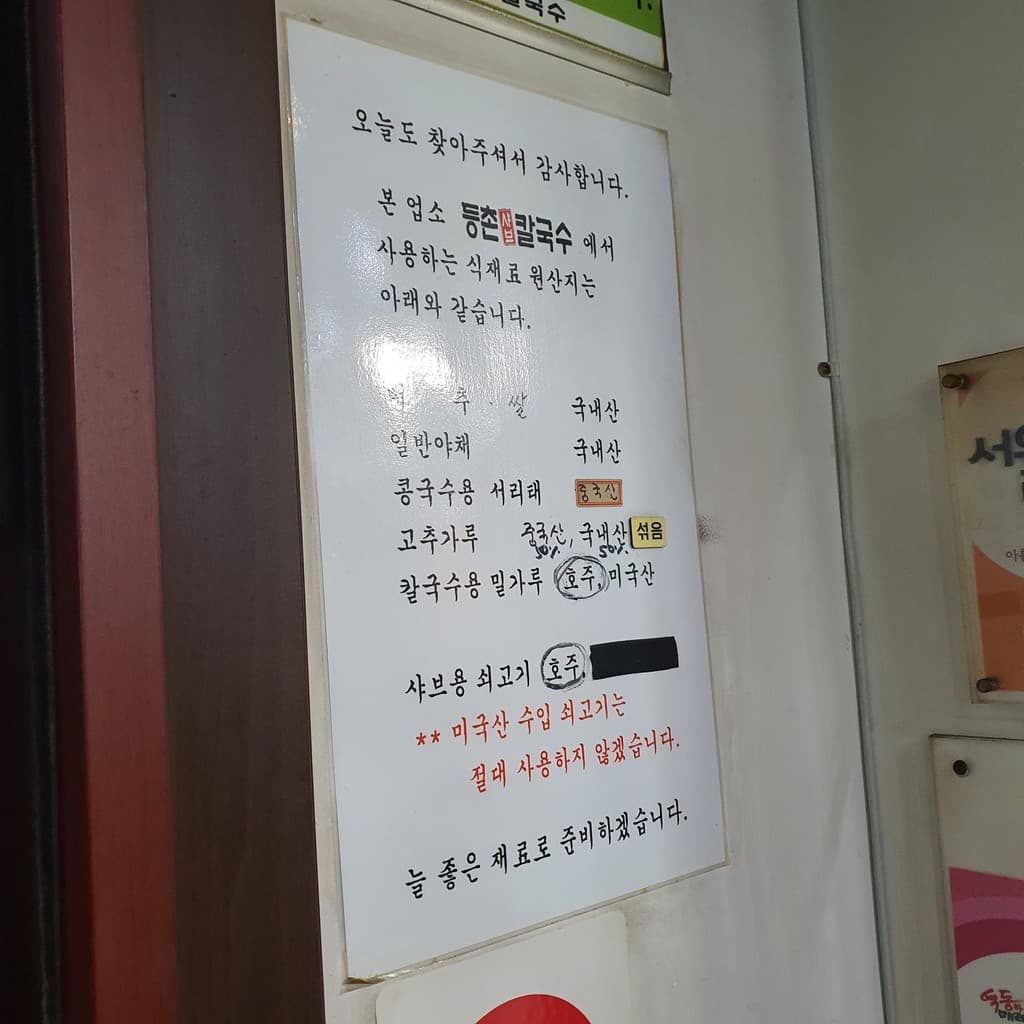 칼국수
오늘도 찾아주셔서 감사합니다.
본 업소 등촌샤브칼국수 에서
사용하는 식재료 원산지는
아래와 같습니다.
추 · 쌀 국내산
일반야채 국내산
콩국수용 서리태 중국산
고추가루 중국산, 국내산 섞음
50% 50%
칼국수용 밀가루 호주, 미국산
샤브용 쇠고기 호주,
** 미국산 수입 쇠고기는
절대 사용하지 않겠습니다.
늘 좋은 재료로 준비하겠습니다.